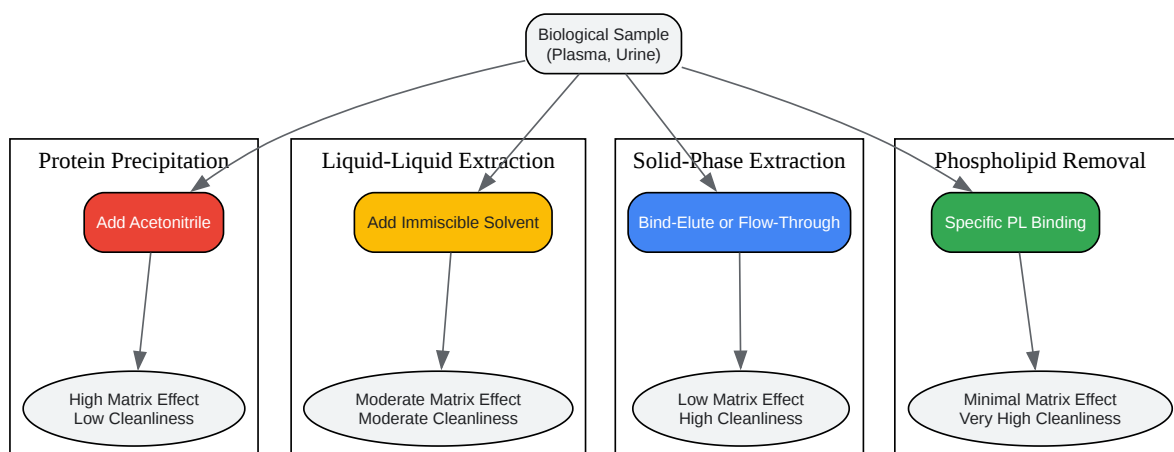 Biological Sample
(Plasma, Urine)
Protein Precipitation
Liquid-Liquid Extraction
Solid-Phase Extraction
Phospholipid Removal
Add Acetonitrile
Add Immiscible Solvent
Bind-Elute or Flow-Through
Specific PL Binding
High Matrix Effect
Low Cleanliness
Moderate Matrix Effect
Moderate Cleanliness
Low Matrix Effect
High Cleanliness
Minimal Matrix Effect
Very High Cleanliness